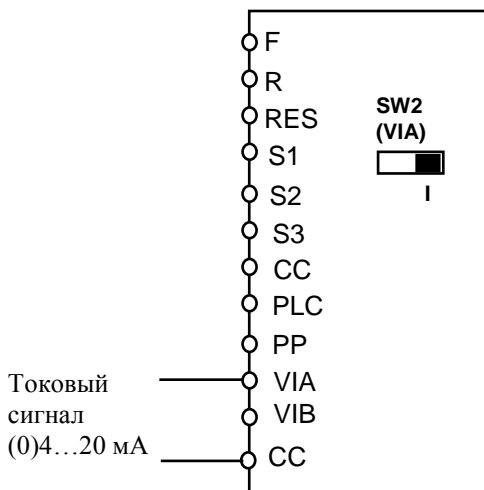 F
R
RES
SW2
(VIA)
S1
S2
I
S3
CC
PLC
PP
Токовый
сигнал
(0)4…20 мА
VIA
VIB
CC